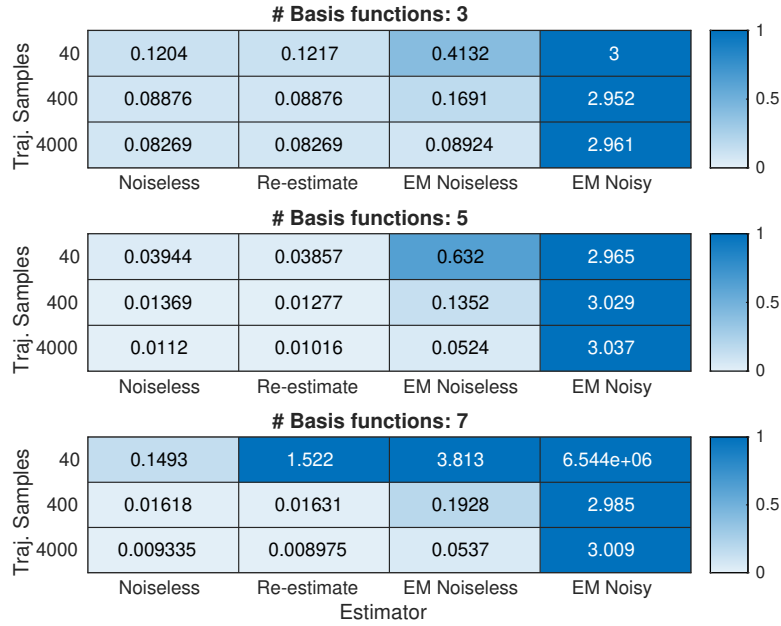 # Basis functions: 3
40 0.1204 0.1217 0.4132 3
400 0.08876 0.08876 0.1691 2.952
4000 0.08269 0.08269 0.08924 2.961
Noiseless Re-estimate EM Noiseless EM Noisy
Traj. Samples
1
0.5
0
# Basis functions: 5
40 0.03944 0.03857 0.632 2.965
400 0.01369 0.01277 0.1352 3.029
4000 0.0112 0.01016 0.0524 3.037
Noiseless Re-estimate EM Noiseless EM Noisy
Traj. Samples
1
0.5
0
# Basis functions: 7
40 0.1493 1.522 3.813 6.544e+06
400 0.01618 0.01631 0.1928 2.985
4000 0.009335 0.008975 0.0537 3.009
Noiseless Re-estimate EM Noiseless EM Noisy
Traj. Samples
1
0.5
0
Estimator